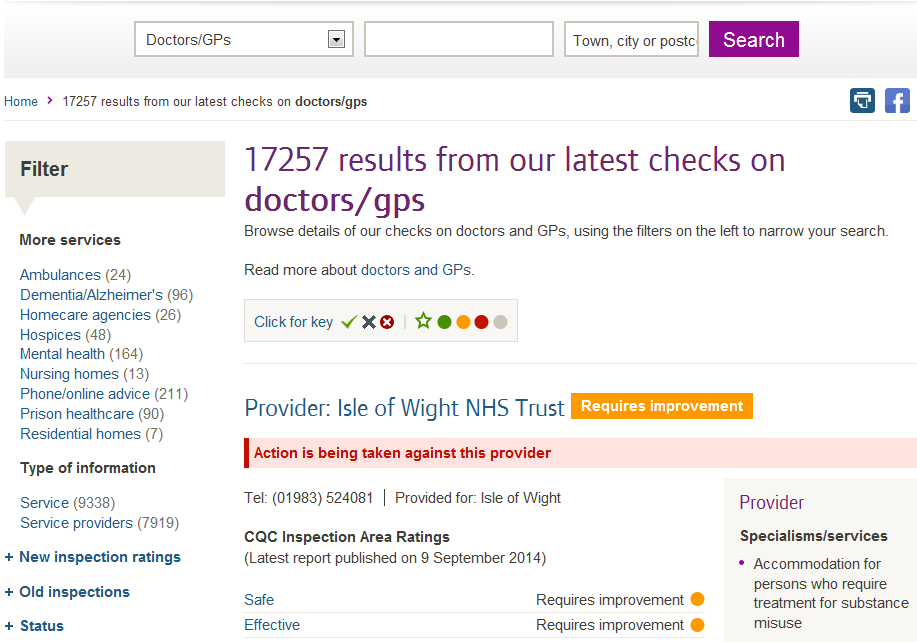 Doctors/GPs
Town, city or postc
Search
Home
17257 results from our latest checks on doctors/gps
Filter
More services
Ambulances (24)
Dementia/Alzheimer's (96)
Homecare agencies (26)
Hospices (48)
Mental health (164)
Nursing homes (13)
Phone/online advice (211)
Prison healthcare (90)
Residential homes (7)
Type of information
Service (9338)
Service providers (7919)
+ New inspection ratings
+ Old inspections
+ Status
17257 results from our latest checks on
doctors/gps
Browse details of our checks on doctors and GPs, using the filters on the left to narrow your search.
Read more about doctors and GPs.
Click for key
Provider: Isle of Wight NHS Trust Requires improvement
Action is being taken against this provider
Tel: (01983) 524081 | Provided for: Isle of Wight
CQC Inspection Area Ratings
(Latest report published on 9 September 2014)
Safe Requires improvement
Effective Requires improvement
Provider
Specialisms/services
• Accommodation for
persons who require
treatment for substance
misuse